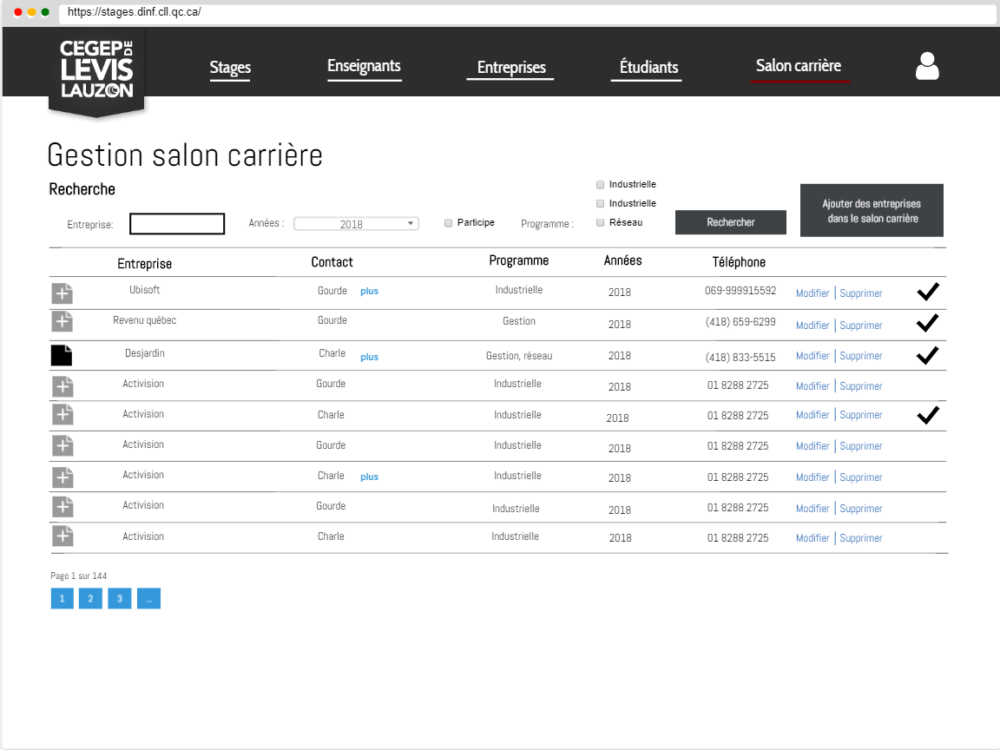 https://stages.dinf.cll.qc.ca/
CEGEP DE
LEVIS
LAUZON
Stages
Enseignants
Entreprises
Étudiants
Salon carrière
Gestion salon carrière
Recherche
Industrielle
Industrielle
Entreprise:
Années :
2018
Participe
Programme :
Réseau
Rechercher
Ajouter des entreprises
dans le salon carrière
Entreprise Contact Programme Années Téléphone
Ubisoft Gourde plus Industrielle 2018 069-999915592 Modifier | Supprimer
Revenu québec Gourde Gestion 2018 (418) 659-6299 Modifier | Supprimer
Desjardin Charle plus Gestion, réseau 2018 (418) 833-5515 Modifier | Supprimer
Activision Gourde Industrielle 2018 01 8288 2725 Modifier | Supprimer
Activision Charle Industrielle 2018 01 8288 2725 Modifier | Supprimer
Activision Gourde Industrielle 2018 01 8288 2725 Modifier | Supprimer
Activision Charle plus Industrielle 2018 01 8288 2725 Modifier | Supprimer
Activision Gourde Industrielle 2018 01 8288 2725 Modifier | Supprimer
Activision Charle Industrielle 2018 01 8288 2725 Modifier | Supprimer
Page 1 sur 144
1 2 3 ...